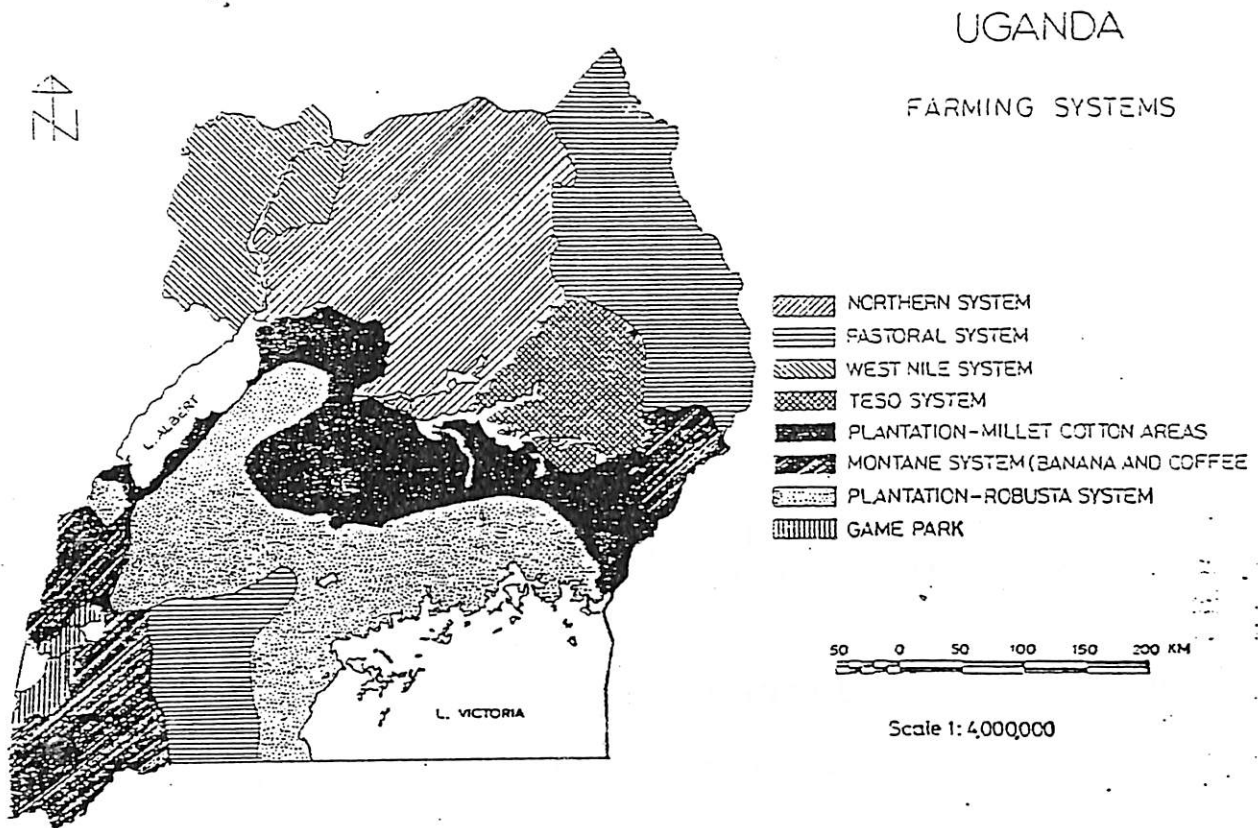 UGANDA
FARMING SYSTEMS
N
NORTHERN SYSTEM
PASTORAL SYSTEM
WEST NILE SYSTEM
TESO SYSTEM
PLANTATION-MILLET COTTON AREAS
MONTANE SYSTEM (BANANA AND COFFEE
PLANTATION-ROBUSTA SYSTEM
GAME PARK
L. ALBERT
L. VICTORIA
50 0 50 100 150 200 KM
Scale 1:4,000,000